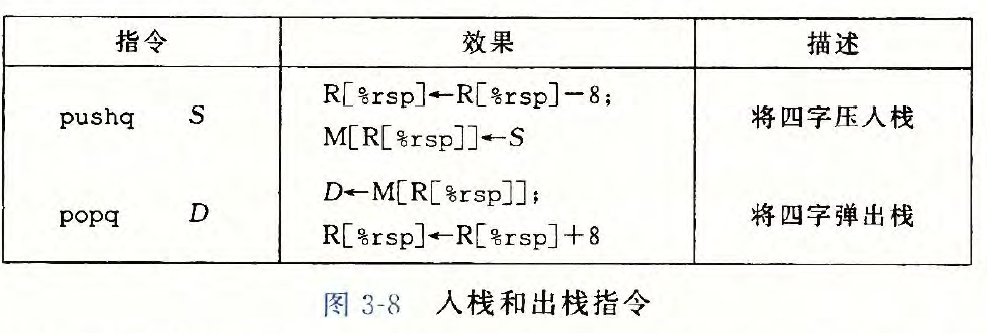 指令 效果 描述
pushq S R[%rsp]←R[%rsp]-8; 将四字压入栈
M[R[%rsp]]←S
popq D D←M[R[%rsp]]; 将四字弹出栈
R[%rsp]←R[%rsp]+8
图 3-8 入栈和出栈指令